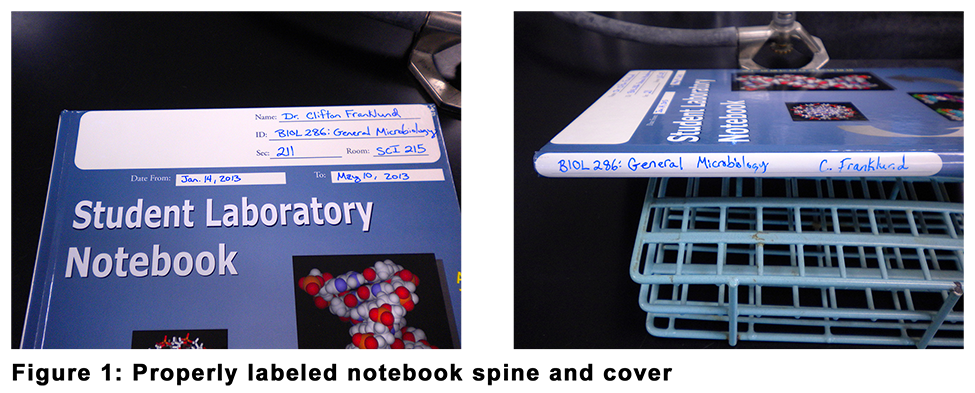 Name: Dr. Clifton Franklund
ID: BIOL 286: General Microbiology
Sec: 211 Room: SCI 215
Date From: Jan. 14, 2013 To: May 10, 2013
Student Laboratory
Notebook
Student Laboratory
Notebook
BIOL 286: General Microbiology C. Franklund
Figure 1: Properly labeled notebook spine and cover